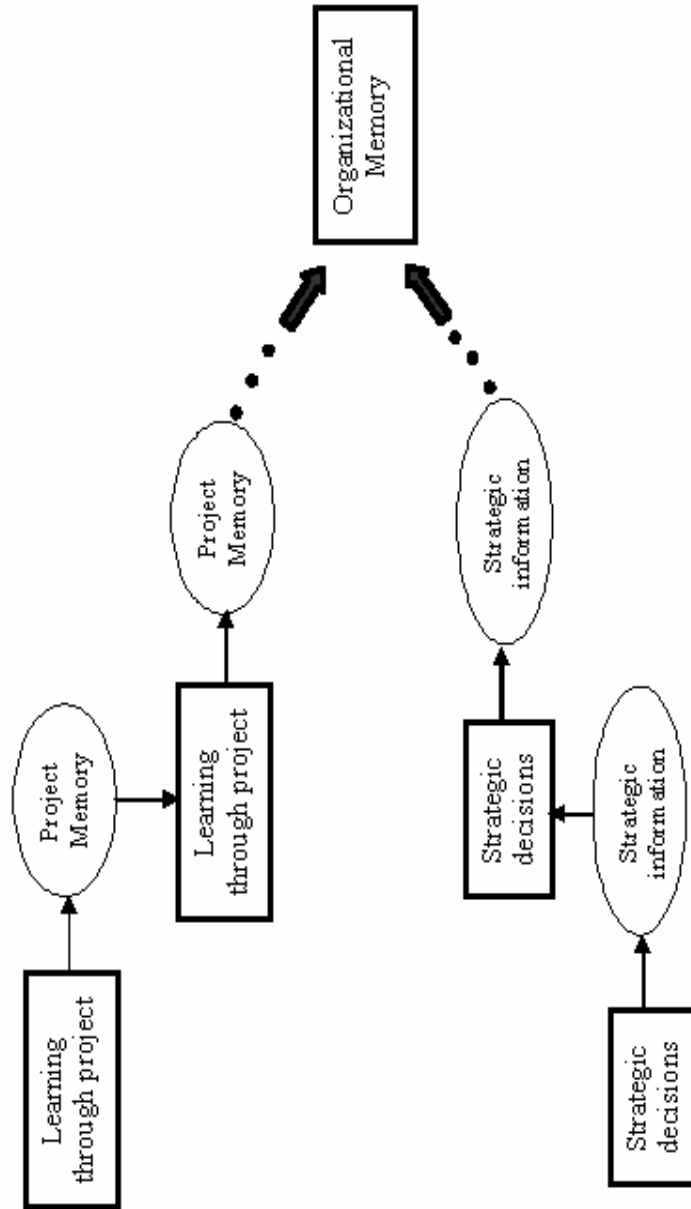 Learning
through project
Project
Memory
Learning
through project
Project
Memory
Organizational
Memory
Strategic
decisions
Strategic
information
Strategic
decisions
Strategic
information